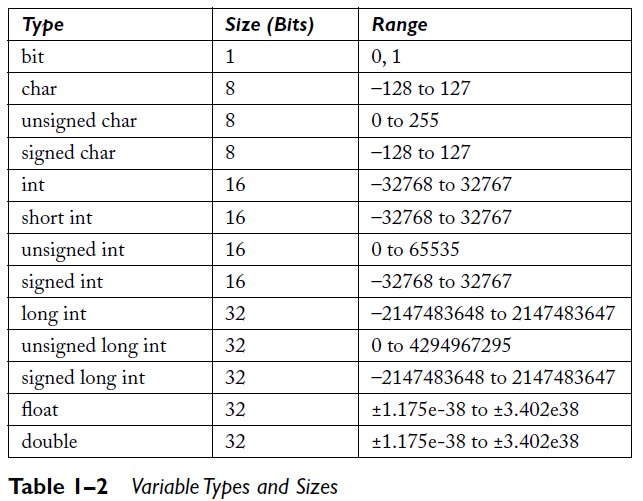 Type Size (Bits) Range
bit 1 0, 1
char 8 –128 to 127
unsigned char 8 0 to 255
signed char 8 –128 to 127
int 16 –32768 to 32767
short int 16 –32768 to 32767
unsigned int 16 0 to 65535
signed int 16 –32768 to 32767
long int 32 –2147483648 to 2147483647
unsigned long int 32 0 to 4294967295
signed long int 32 –2147483648 to 2147483647
float 32 ±1.175e-38 to ±3.402e38
double 32 ±1.175e-38 to ±3.402e38
Table 1–2 Variable Types and Sizes